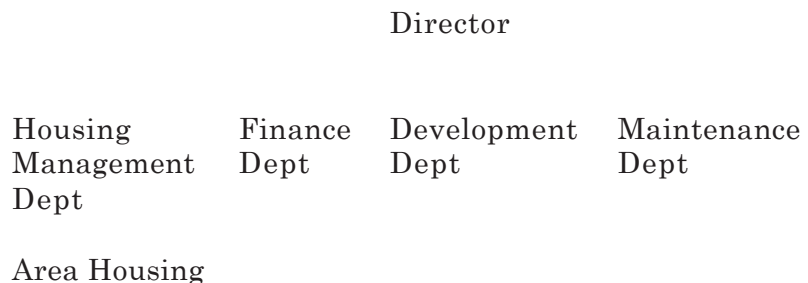 Director
Housing Finance Development Maintenance
Management Dept Dept Dept
Dept
Area Housing